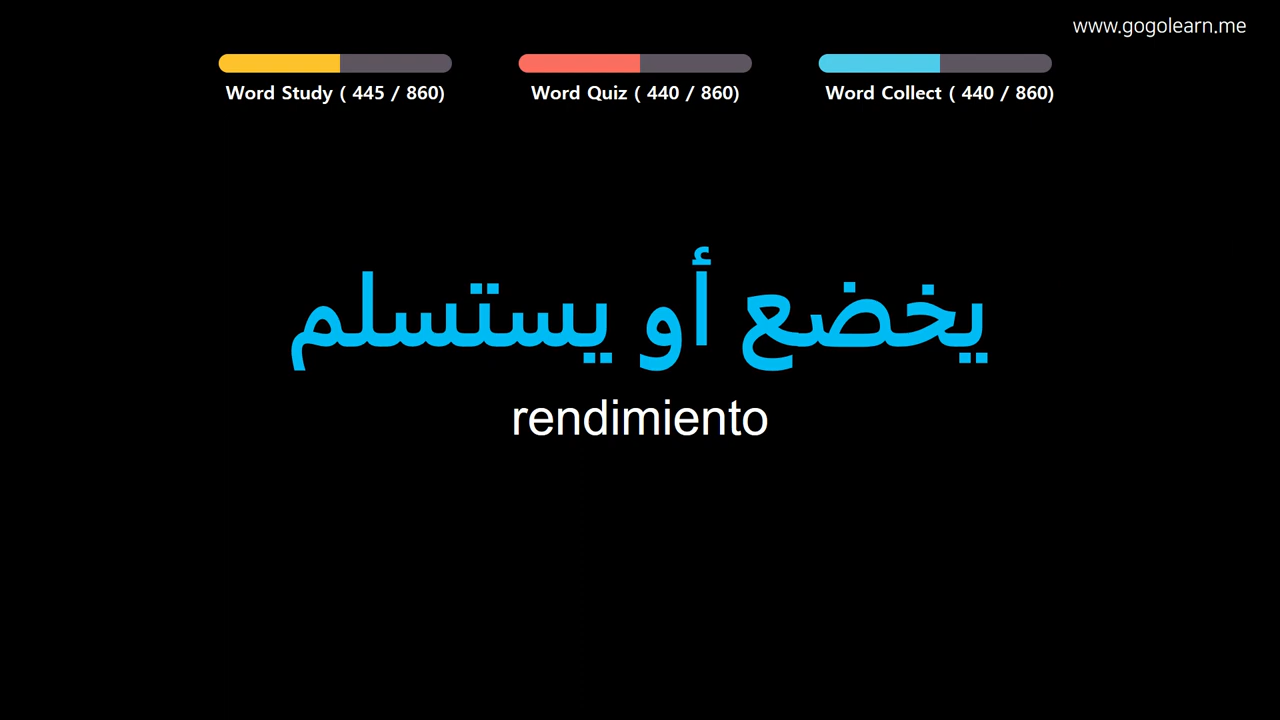 www.gogolearn.me
Word Study ( 445 / 860)
Word Quiz ( 440 / 860)
Word Collect ( 440 / 860)
يخضع أو يستسلم
rendimiento